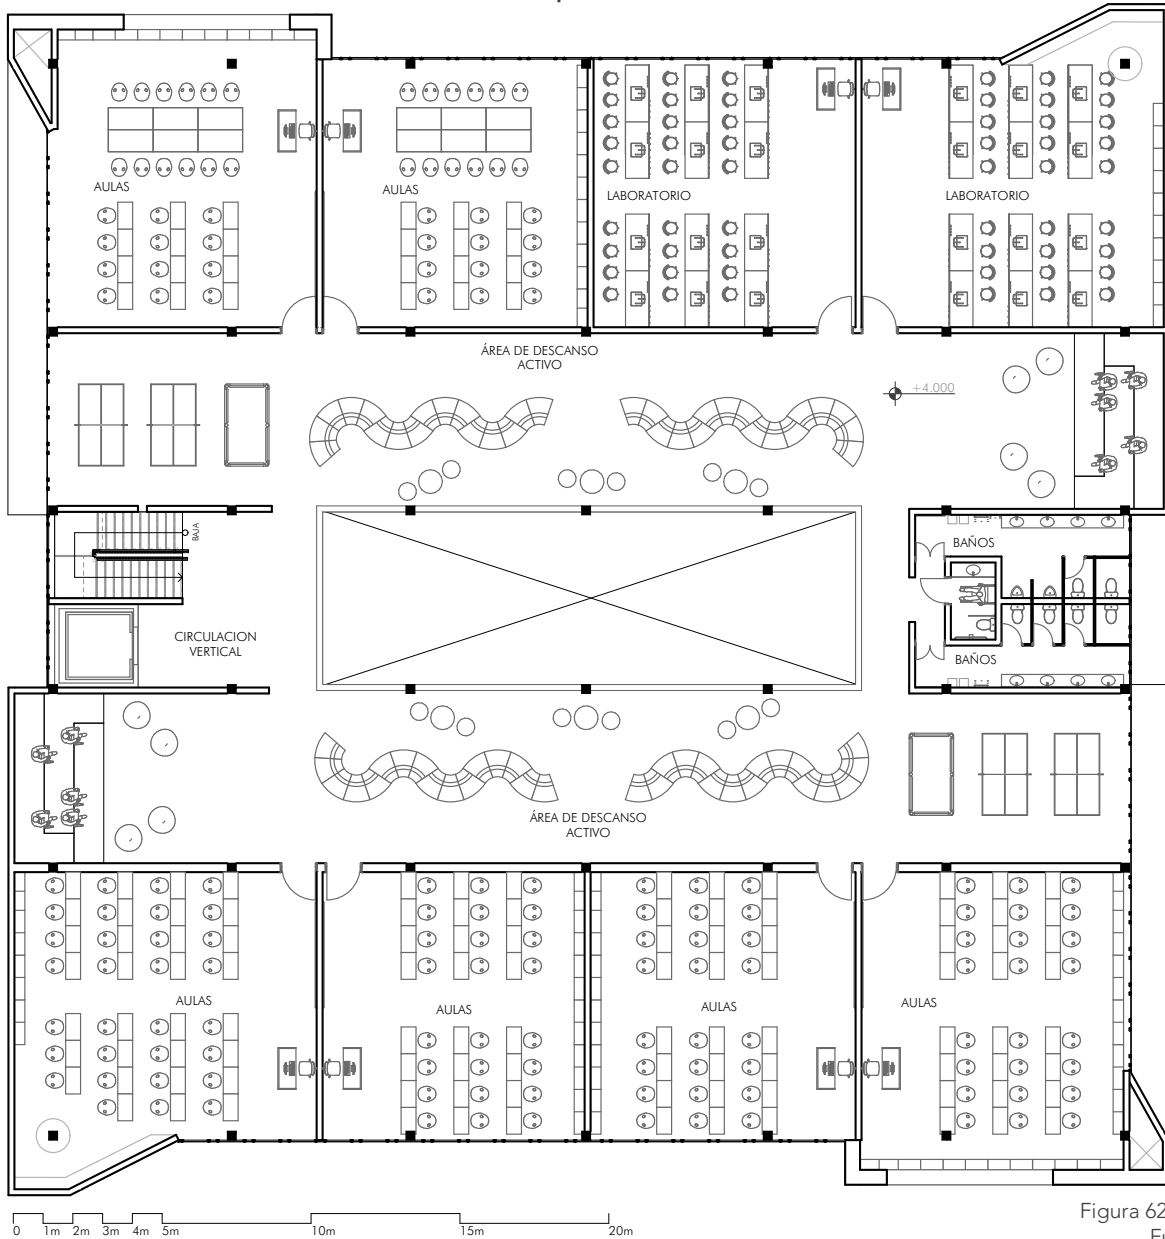 AULAS
AULAS
LABORATORIO
LABORATORIO
ÁREA DE DESCANSO
ACTIVO
+4.000
BAJA
BAÑOS
CIRCULACION
VERTICAL
BAÑOS
ÁREA DE DESCANSO
ACTIVO
AULAS
AULAS
AULAS
AULAS
0 1m 2m 3m 4m 5m 10m 15m 20m
Figura 62